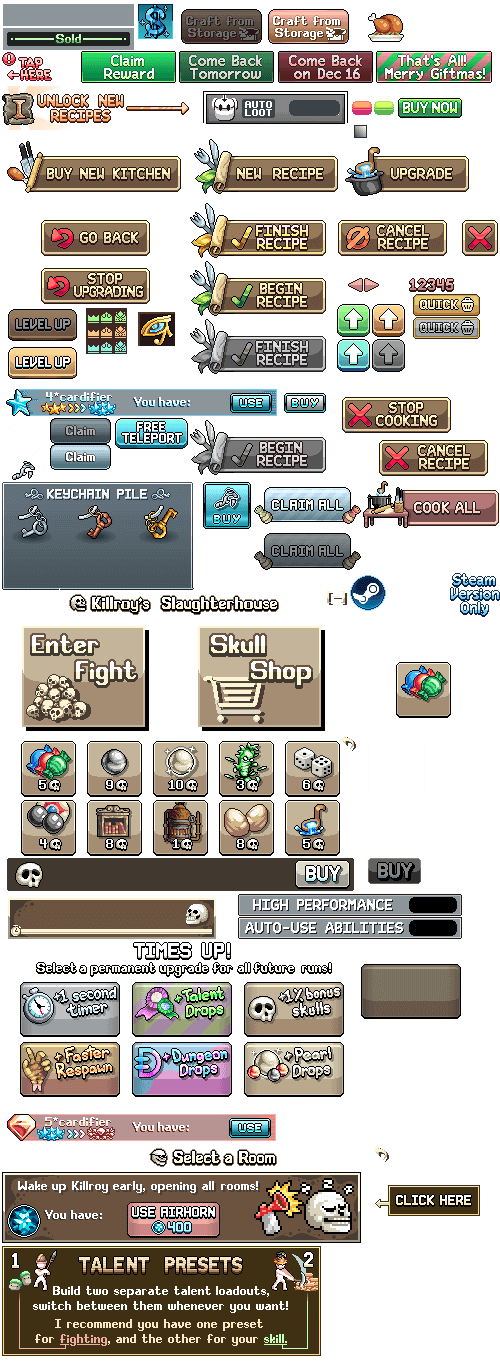 Sold
Craft from
Storage
Craft from
Storage
TAP
HERE
Claim
Reward
Come Back
Tomorrow
Come Back
on Dec 16
That's All!
Merry Giftmas!
UNLOCK NEW
RECIPES
AUTO
LOOT
BUY NOW
BUY NEW KITCHEN
NEW RECIPE
UPGRADE
GO BACK
FINISH
RECIPE
CANCEL
RECIPE
STOP
UPGRADING
BEGIN
RECIPE
12345
QUICK
QUICK
LEVEL UP
FINISH
RECIPE
LEVEL UP
4*cardifier
You have:
USE
BUY
STOP
COOKING
Claim
FREE
TELEPORT
Claim
BEGIN
RECIPE
CANCEL
RECIPE
KEYCHAIN PILE
BUY
CLAIM ALL
COOK ALL
CLAIM ALL
[-]
Steam
Version
Only
Killroy's Slaughterhouse
Enter
Fight
Skull
Shop
5
9
10
3
6
4
8
1
8
5
BUY
BUY
HIGH PERFORMANCE
AUTO-USE ABILITIES
TIMES UP!
Select a permanent upgrade for all future runs!
+1 second
timer
+Talent
Drops
+1% bonus
skulls
+Faster
Respawn
+Dungeon
Drops
+Pearl
Drops
5*cardifier
You have:
USE
Select a Room
Wake up Killroy early, opening all rooms!
You have:
USE AIRHORN
400
CLICK HERE
1
TALENT PRESETS
2
Build two separate talent loadouts,
switch between them whenever you want!
I recommend you have one preset
for fighting, and the other for your skill.